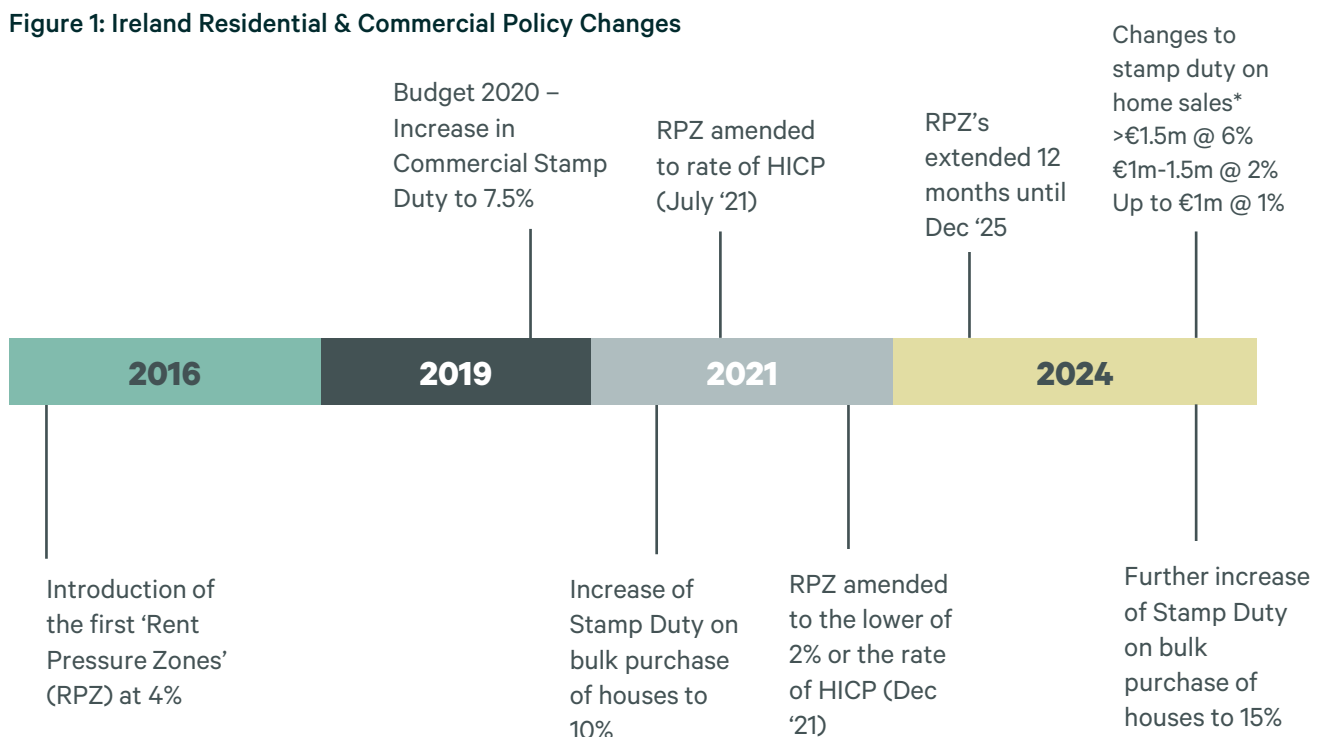 Figure 1: Ireland Residential & Commercial Policy Changes
Budget 2020 –
Increase in
Commercial Stamp
Duty to 7.5%
RPZ amended
to rate of HICP
(July ‘21)
RPZ’s
extended 12
months until
Dec ‘25
Changes to
stamp duty on
home sales*
>€1.5m @ 6%
€1m-1.5m @ 2%
Up to €1m @ 1%
2016
2019
2021
2024
Introduction of
the first ‘Rent
Pressure Zones’
(RPZ) at 4%
Increase of
Stamp Duty on
bulk purchase
of houses to
10%
RPZ amended
to the lower of
2% or the rate
of HICP (Dec
‘21)
Further increase
of Stamp Duty
on bulk
purchase of
houses to 15%